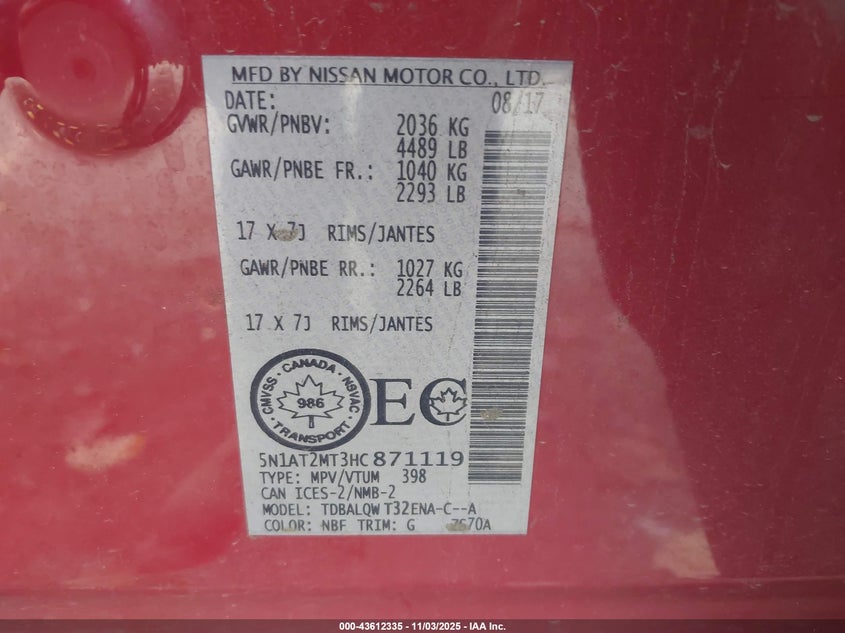 MFD BY NISSAN MOTOR CO., LTD.
DATE: 08/17
GVWR/PNBV: 2036 KG
4489 LB
GAWR/PNBE FR.: 1040 KG
2293 LB
17 X 7J RIMS/JANTES
GAWR/PNBE RR.: 1027 KG
2264 LB
17 X 7J RIMS/JANTES
CMVSS · CANADA · NSVAC
986
TRANSPORT
EC
5N1AT2MT3HC871119
TYPE: MPV/VTUM 398
CAN ICES-2/NMB-2
MODEL: TDBALQW T32ENA-C--A
COLOR: NBF TRIM: G
000-43612335 - 11/03/2025 - IAA Inc.